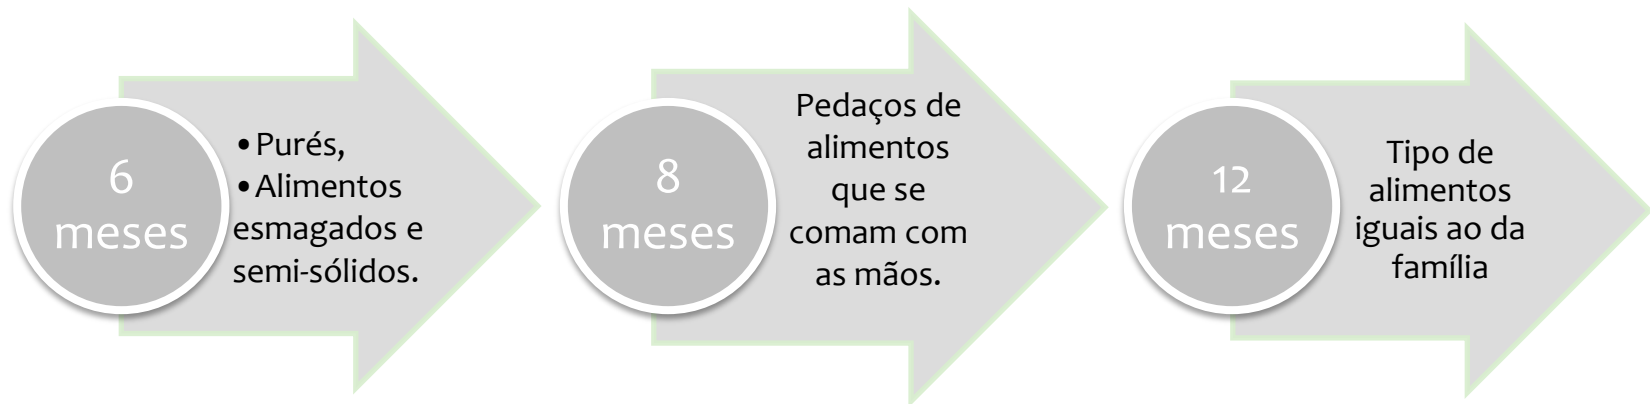 6
meses
•Purés,
•Alimentos
esmagados e
semi-sólidos.
8
meses
Pedaços de
alimentos
que se
comam com
as mãos.
12
meses
Tipo de
alimentos
iguais ao da
família